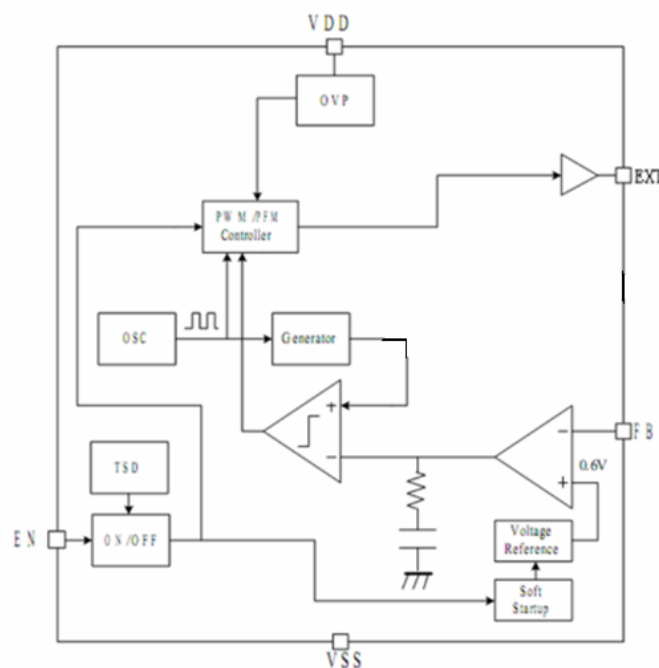 VDD
OVP
EXT
PWM/PFM
Controller
OSC
Generator
+
−
FB
−
0.6V
+
TSD
EN
ON/OFF
Voltage
Reference
Soft
Startup
VSS